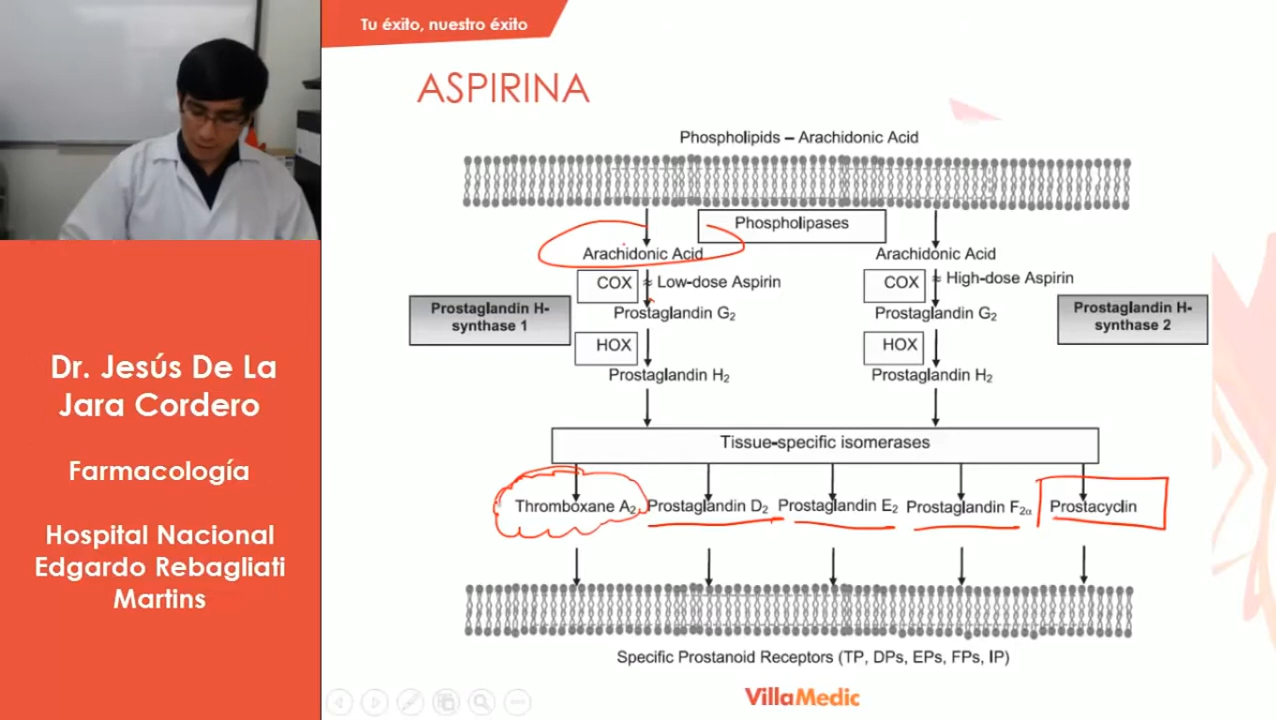 Tu éxito, nuestro éxito
ASPIRINA
Phospholipids – Arachidonic Acid
Phospholipases
Arachidonic Acid
Arachidonic Acid
COX
≈ Low-dose Aspirin
COX
≈ High-dose Aspirin
Prostaglandin H-
synthase 1
Prostaglandin G₂
Prostaglandin G₂
Prostaglandin H-
synthase 2
HOX
HOX
Prostaglandin H₂
Prostaglandin H₂
Tissue-specific isomerases
Thromboxane A₂
Prostaglandin D₂
Prostaglandin E₂
Prostaglandin F₂α
Prostacyclin
Specific Prostanoid Receptors (TP, DPs, EPs, FPs, IP)
Dr. Jesús De La
Jara Cordero
Farmacología
Hospital Nacional
Edgardo Rebagliati
Martins
VillaMedic